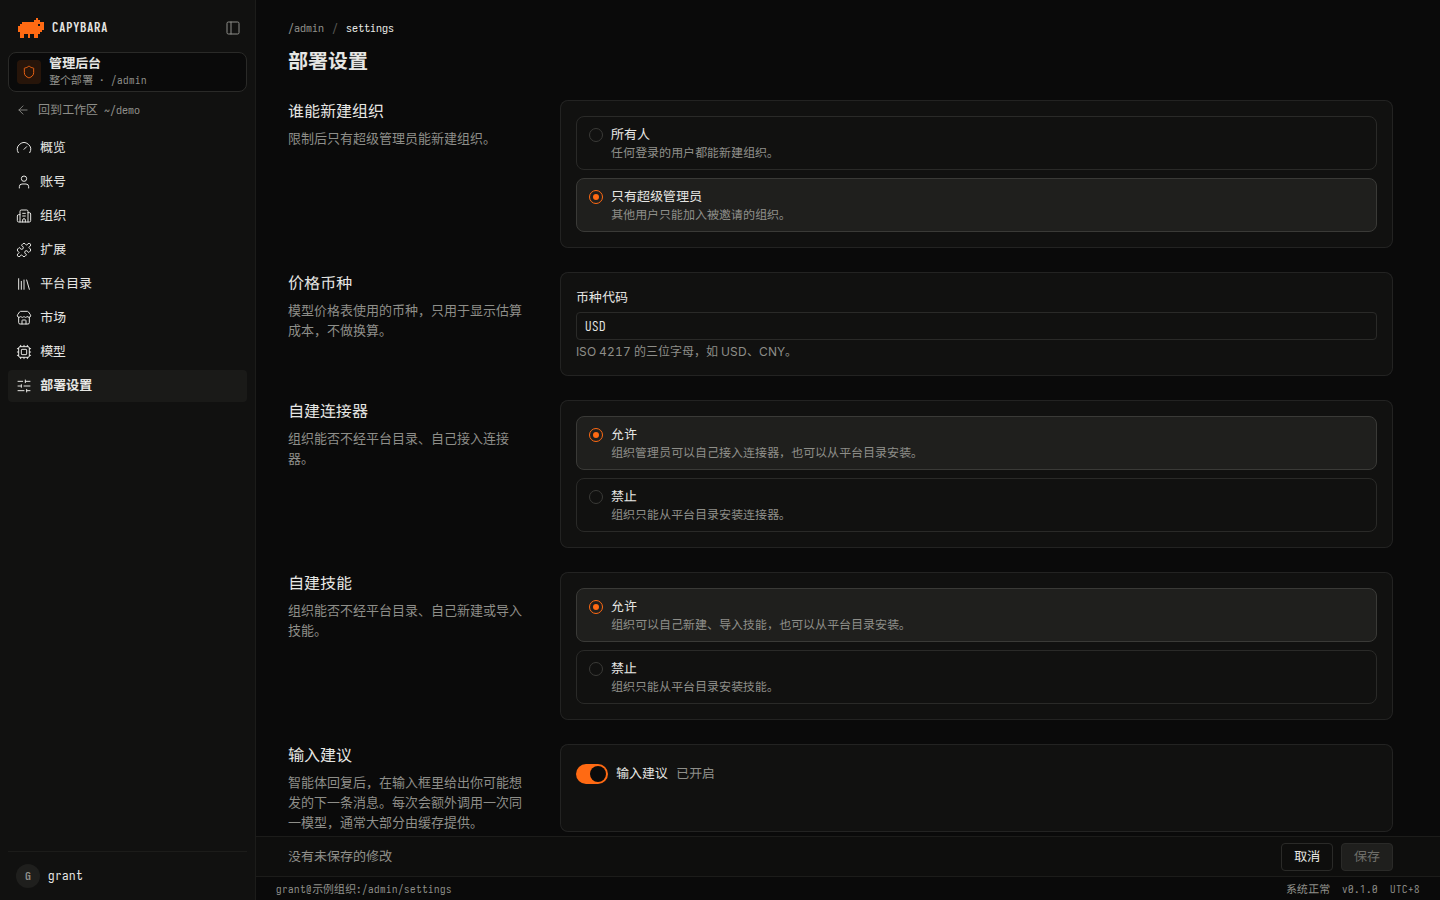 CAPYBARA
管理后台
整个部署 · /admin
回到工作区 ~/demo
概览
账号
组织
扩展
平台目录
市场
模型
部署设置
G grant
/admin / settings
部署设置
谁能新建组织
限制后只有超级管理员能新建组织。
所有人
任何登录的用户都能新建组织。
只有超级管理员
其他用户只能加入被邀请的组织。
价格币种
模型价格表使用的币种，只用于显示估算
成本，不做换算。
币种代码
USD
ISO 4217 的三位字母，如 USD、CNY。
自建连接器
组织能否不经平台目录、自己接入连接
器。
允许
组织管理员可以自己接入连接器，也可以从平台目录安装。
禁止
组织只能从平台目录安装连接器。
自建技能
组织能否不经平台目录、自己新建或导入
技能。
允许
组织可以自己新建、导入技能，也可以从平台目录安装。
禁止
组织只能从平台目录安装技能。
输入建议
智能体回复后，在输入框里给出你可能想
发的下一条消息。每次会额外调用一次同
一模型，通常大部分由缓存提供。
输入建议 已开启
没有未保存的修改
取消
保存
grant@示例组织:/admin/settings
系统正常 v0.1.0 UTC+8